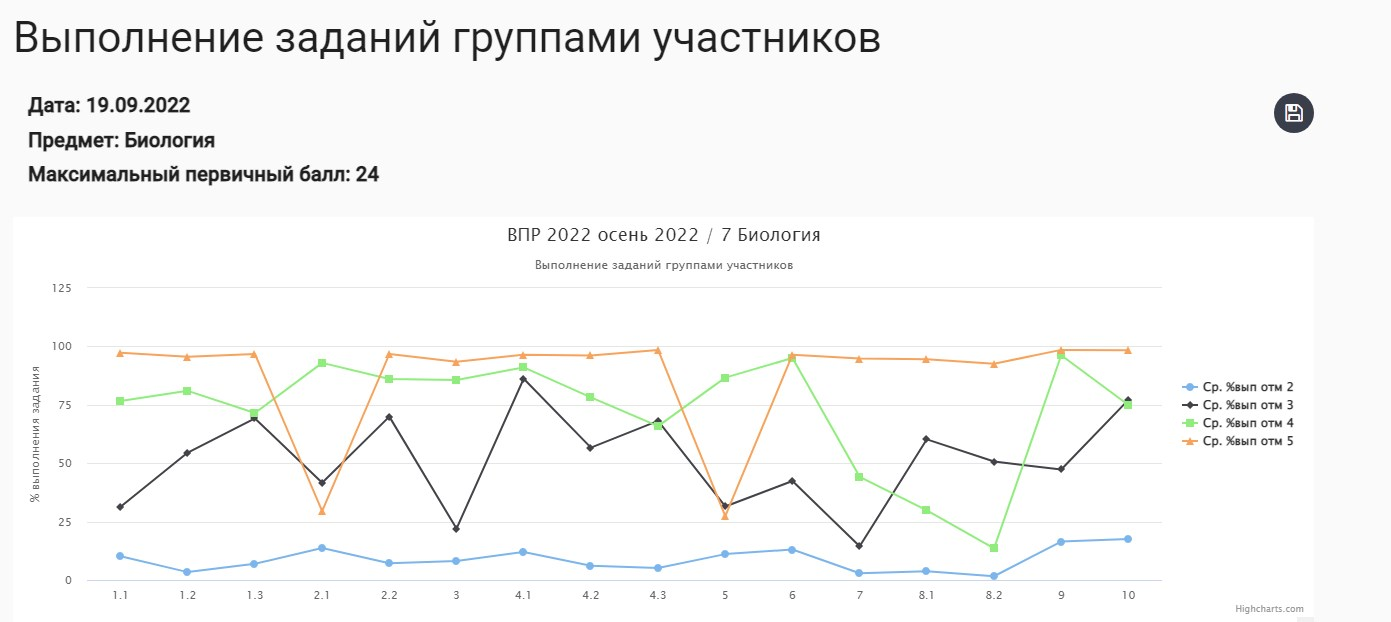 Выполнение заданий группами участников
Дата: 19.09.2022
Предмет: Биология
Максимальный первичный балл: 24
ВПР 2022 осень 2022 / 7 Биология
Выполнение заданий группами участников
% выполнения задания
125
100
75
50
25
0
1.1 1.2 1.3 2.1 2.2 3 4.1 4.2 4.3 5 6 7 8.1 8.2 9 10
Ср. %вып отм 2
Ср. %вып отм 3
Ср. %вып отм 4
Ср. %вып отм 5
Highcharts.com